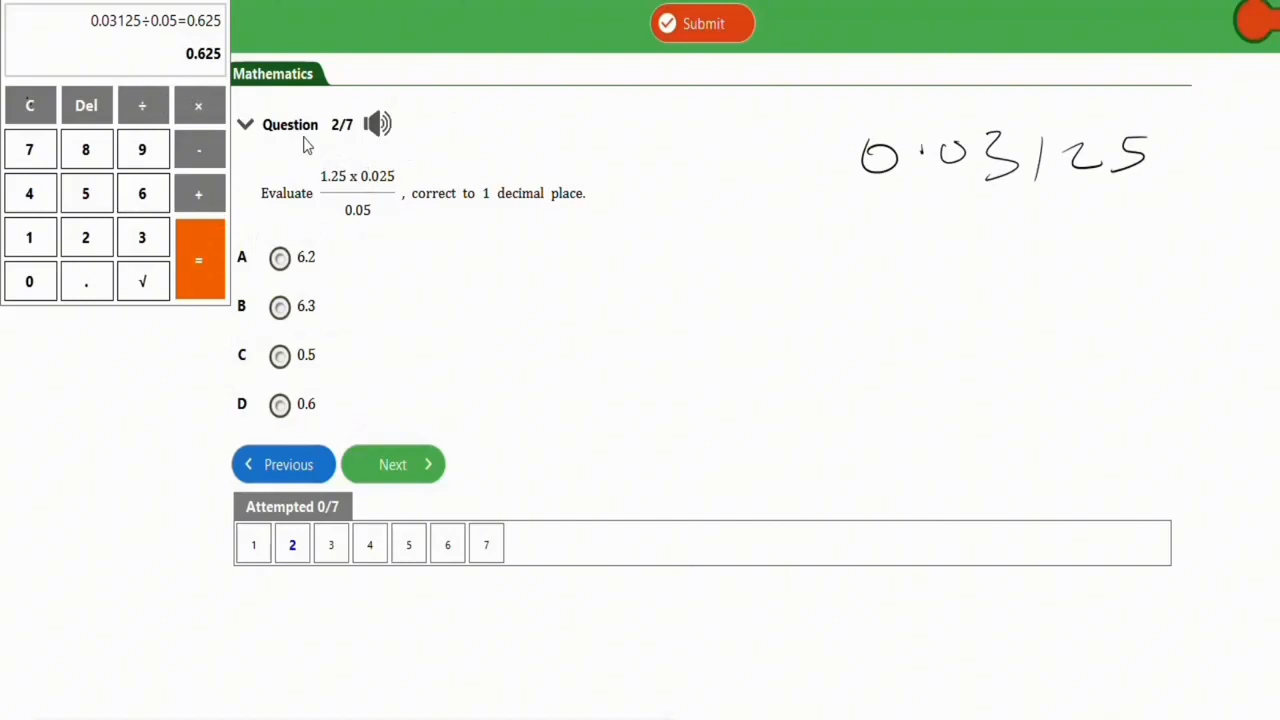 0.03125÷0.05=0.625
0.625
C Del ÷ ×
7 8 9 -
4 5 6 +
1 2 3 =
0 . √
Submit
Mathematics
Question 2/7
1.25 x 0.025
Evaluate , correct to 1 decimal place.
0.05
A 6.2
B 6.3
C 0.5
D 0.6
Previous Next
Attempted 0/7
1 2 3 4 5 6 7
0.03125